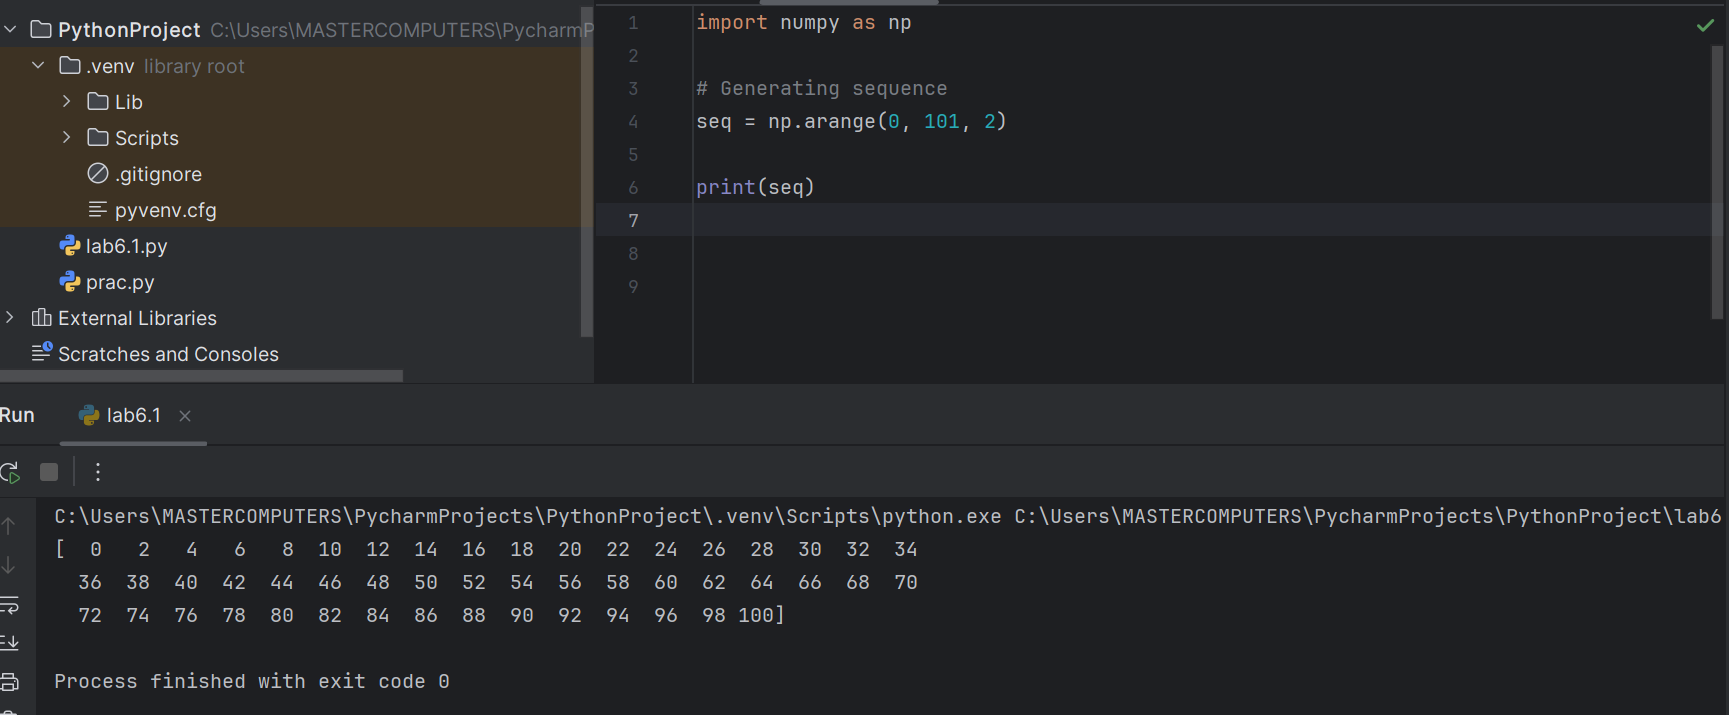 PythonProject C:\Users\MASTERCOMPUTERS\PycharmP
.venv library root
Lib
Scripts
.gitignore
pyvenv.cfg
lab6.1.py
prac.py
External Libraries
Scratches and Consoles
1 import numpy as np
2
3 # Generating sequence
4 seq = np.arange(0, 101, 2)
5
6 print(seq)
7
8
9
Run lab6.1
C:\Users\MASTERCOMPUTERS\PycharmProjects\PythonProject\.venv\Scripts\python.exe C:\Users\MASTERCOMPUTERS\PycharmProjects\PythonProject\lab6
[  0   2   4   6   8  10  12  14  16  18  20  22  24  26  28  30  32  34
  36  38  40  42  44  46  48  50  52  54  56  58  60  62  64  66  68  70
  72  74  76  78  80  82  84  86  88  90  92  94  96  98 100]
Process finished with exit code 0